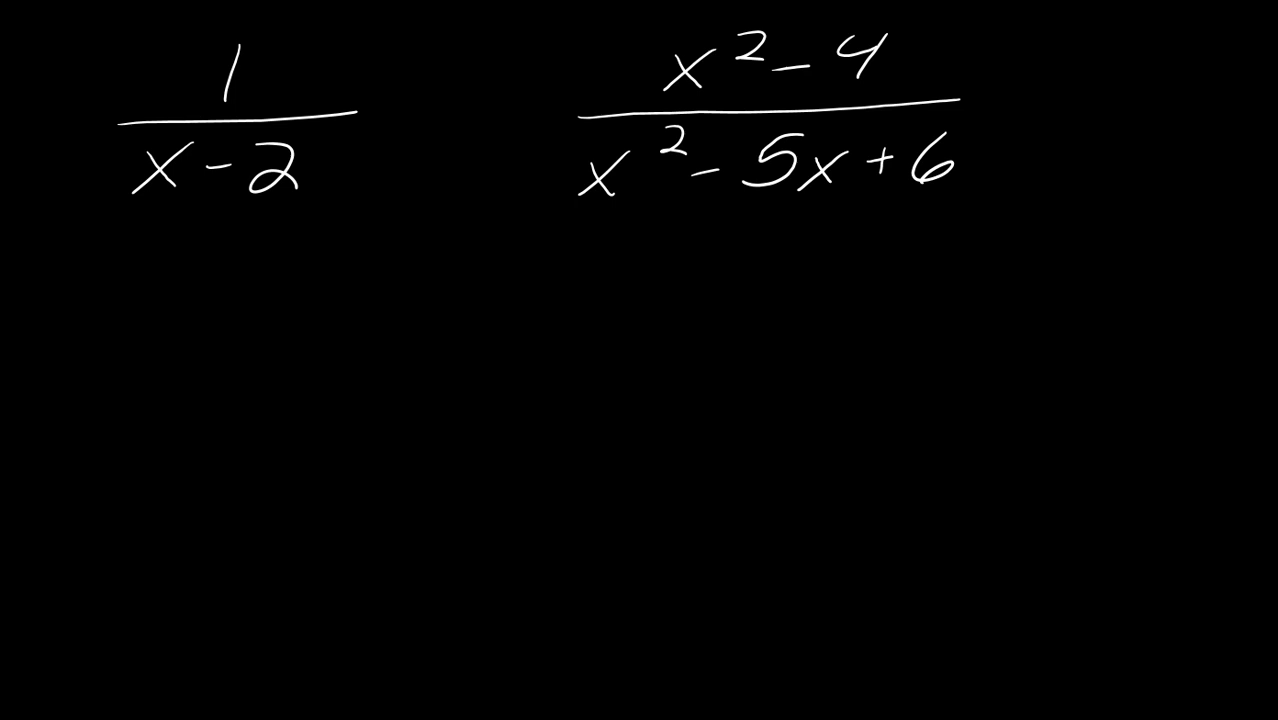 1 x² - 4
x - 2 x² - 5x + 6